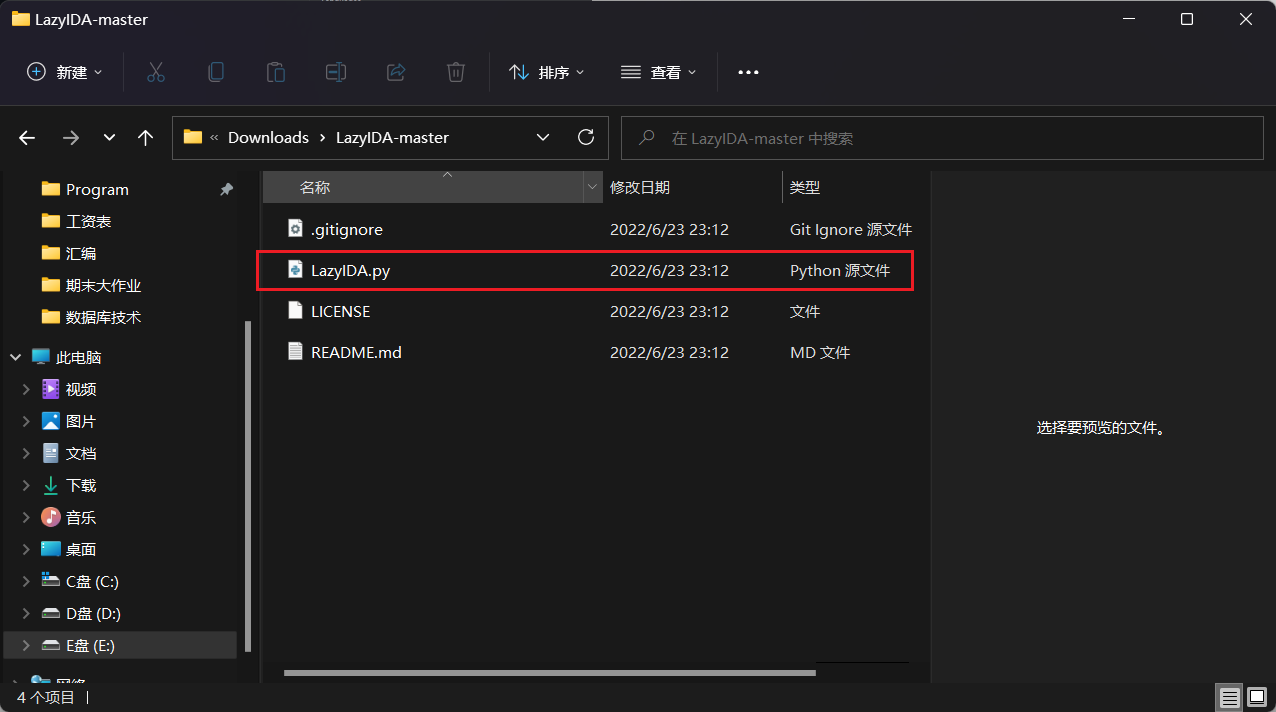 LazyIDA-master
新建
排序
查看
« Downloads › LazyIDA-master
在 LazyIDA-master 中搜索
Program
工资表
汇编
期末大作业
数据库技术
此电脑
视频
图片
文档
下载
音乐
桌面
C盘 (C:)
D盘 (D:)
E盘 (E:)
网络
名称 修改日期 类型
.gitignore 2022/6/23 23:12 Git Ignore 源文件
LazyIDA.py 2022/6/23 23:12 Python 源文件
LICENSE 2022/6/23 23:12 文件
README.md 2022/6/23 23:12 MD 文件
选择要预览的文件。
4 个项目